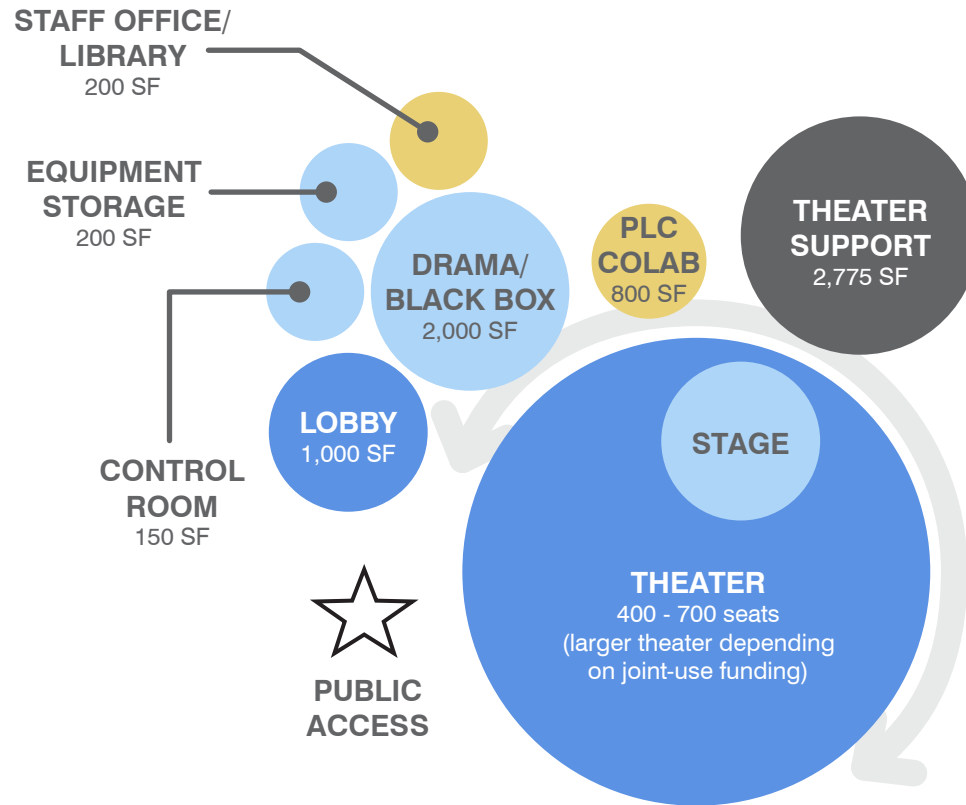 STAFF OFFICE/
LIBRARY
200 SF
EQUIPMENT
STORAGE
200 SF
DRAMA/
BLACK BOX
2,000 SF
PLC
COLAB
800 SF
THEATER
SUPPORT
2,775 SF
LOBBY
1,000 SF
STAGE
CONTROL
ROOM
150 SF
THEATER
400 - 700 seats
(larger theater depending
on joint-use funding)
PUBLIC
ACCESS